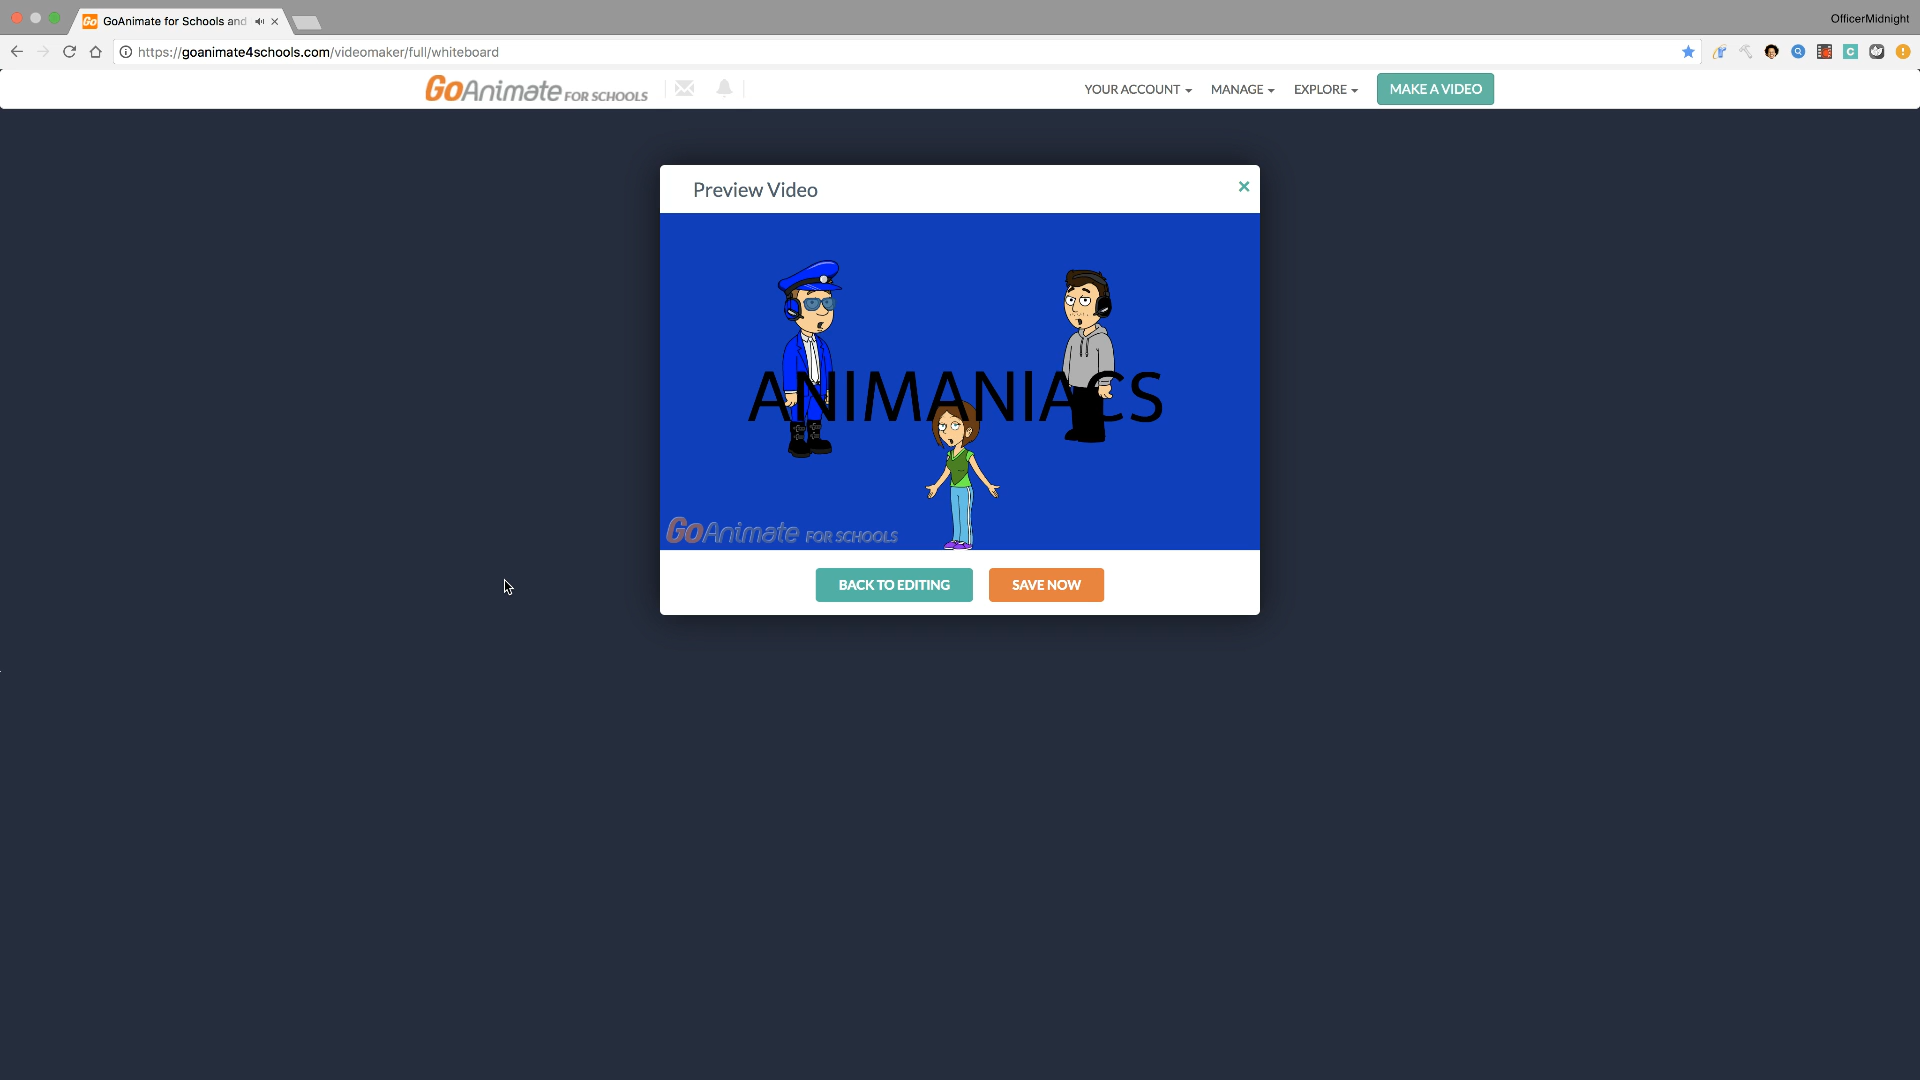 OfficerMidnight
Go GoAnimate for Schools and
https://goanimate4schools.com/videomaker/full/whiteboard
GoAnimate FOR SCHOOLS
YOUR ACCOUNT MANAGE EXPLORE MAKE A VIDEO
Preview Video
ANIMANIACS
GoAnimate FOR SCHOOLS
BACK TO EDITING SAVE NOW